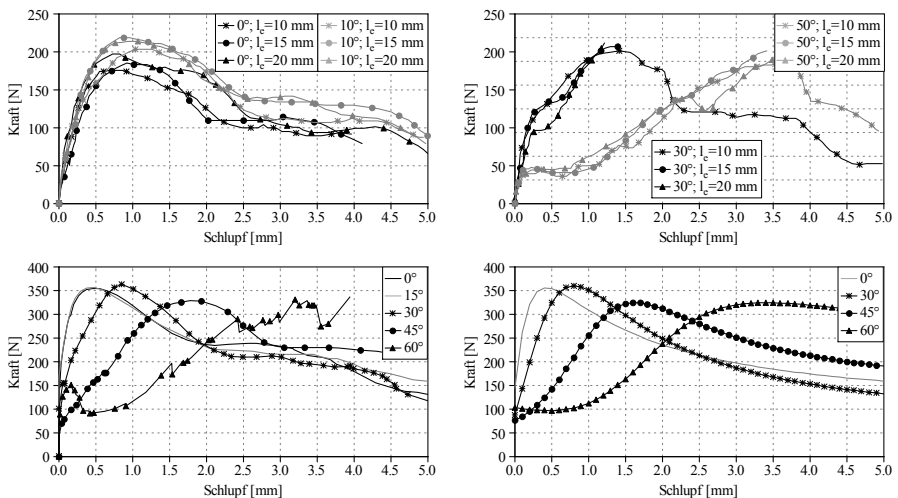 250
200
150
100
50
0
Kraft [N]
0.0 0.5 1.0 1.5 2.0 2.5 3.0 3.5 4.0 4.5 5.0
Schlupf [mm]
0°; le=10 mm 10°; le=10 mm
0°; le=15 mm 10°; le=15 mm
0°; le=20 mm 10°; le=20 mm
250
200
150
100
50
0
Kraft [N]
0.0 0.5 1.0 1.5 2.0 2.5 3.0 3.5 4.0 4.5 5.0
Schlupf [mm]
50°; le=10 mm
50°; le=15 mm
50°; le=20 mm
30°; le=10 mm
30°; le=15 mm
30°; le=20 mm
400
350
300
250
200
150
100
50
0
Kraft [N]
0.0 0.5 1.0 1.5 2.0 2.5 3.0 3.5 4.0 4.5 5.0
Schlupf [mm]
0°
15°
30°
45°
60°
400
350
300
250
200
150
100
50
0
Kraft [N]
0.0 0.5 1.0 1.5 2.0 2.5 3.0 3.5 4.0 4.5 5.0
Schlupf [mm]
0°
30°
45°
60°